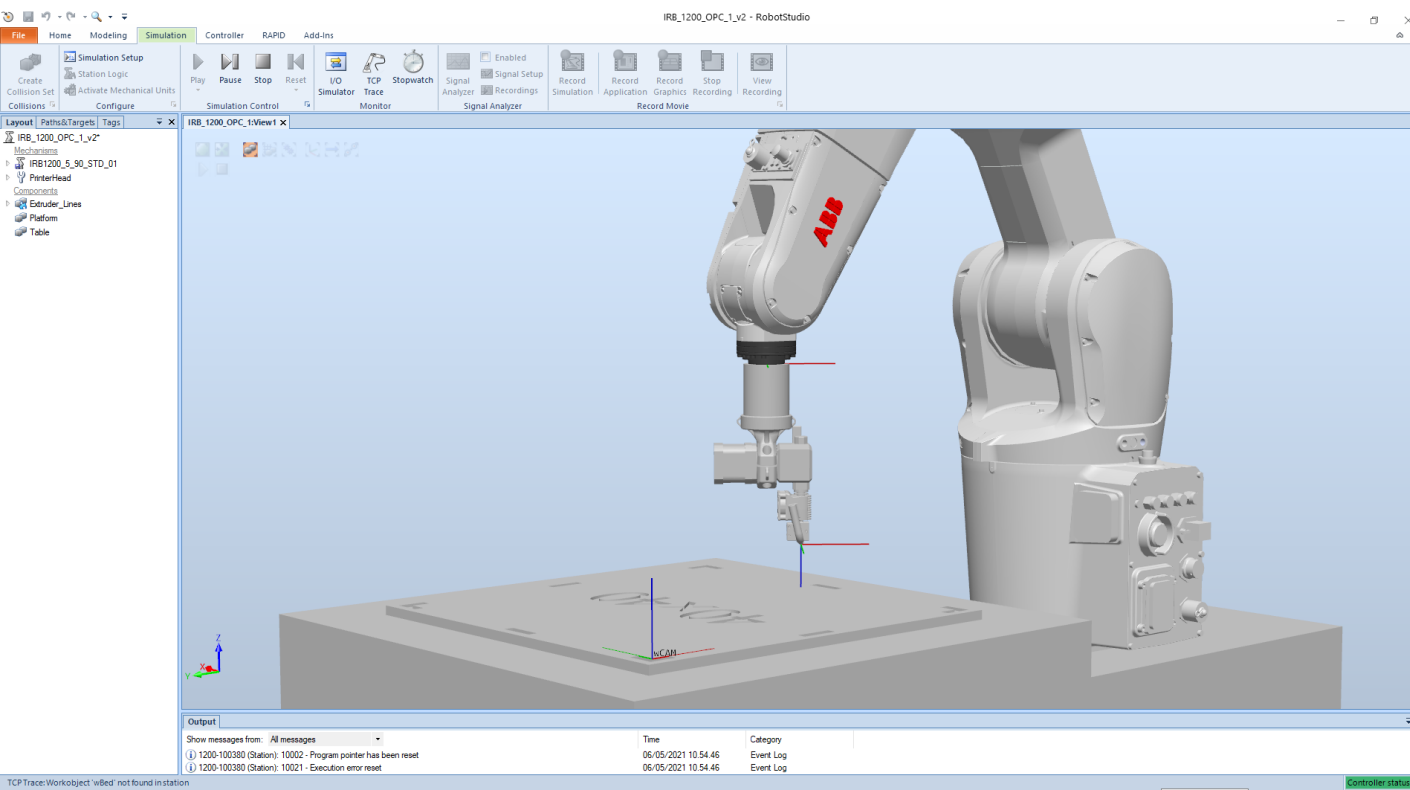 IRB_1200_OPC_1_v2 - RobotStudio
File Home Modeling Simulation Controller RAPID Add-Ins
Create Collision Set
Collisions
Simulation Setup
Station Logic
Activate Mechanical Units
Configure
Play Pause Stop Reset
Simulation Control
I/O Simulator
TCP Trace
Stopwatch
Monitor
Signal Analyzer
Enabled
Signal Setup
Recordings
Signal Analyzer
Record Simulation
Record Application
Record Graphics
Stop Recording
View Recording
Record Movie
Layout Paths&Targets Tags
IRB_1200_OPC_1:View1
IRB_1200_OPC_1_v2*
Mechanisms
IRB1200_5_90_STD_01
PrinterHead
Components
Extruder_Lines
Platform
Table
ABB
wCAM
Z
X
Y
Output
Show messages from: All messages
Time
Category
1200-100380 (Station): 10002 - Program pointer has been reset 06/05/2021 10.54.46 Event Log
1200-100380 (Station): 10021 - Execution error reset 06/05/2021 10.54.46 Event Log
TCP Trace: Workobject 'wBed' not found in station
Controller status